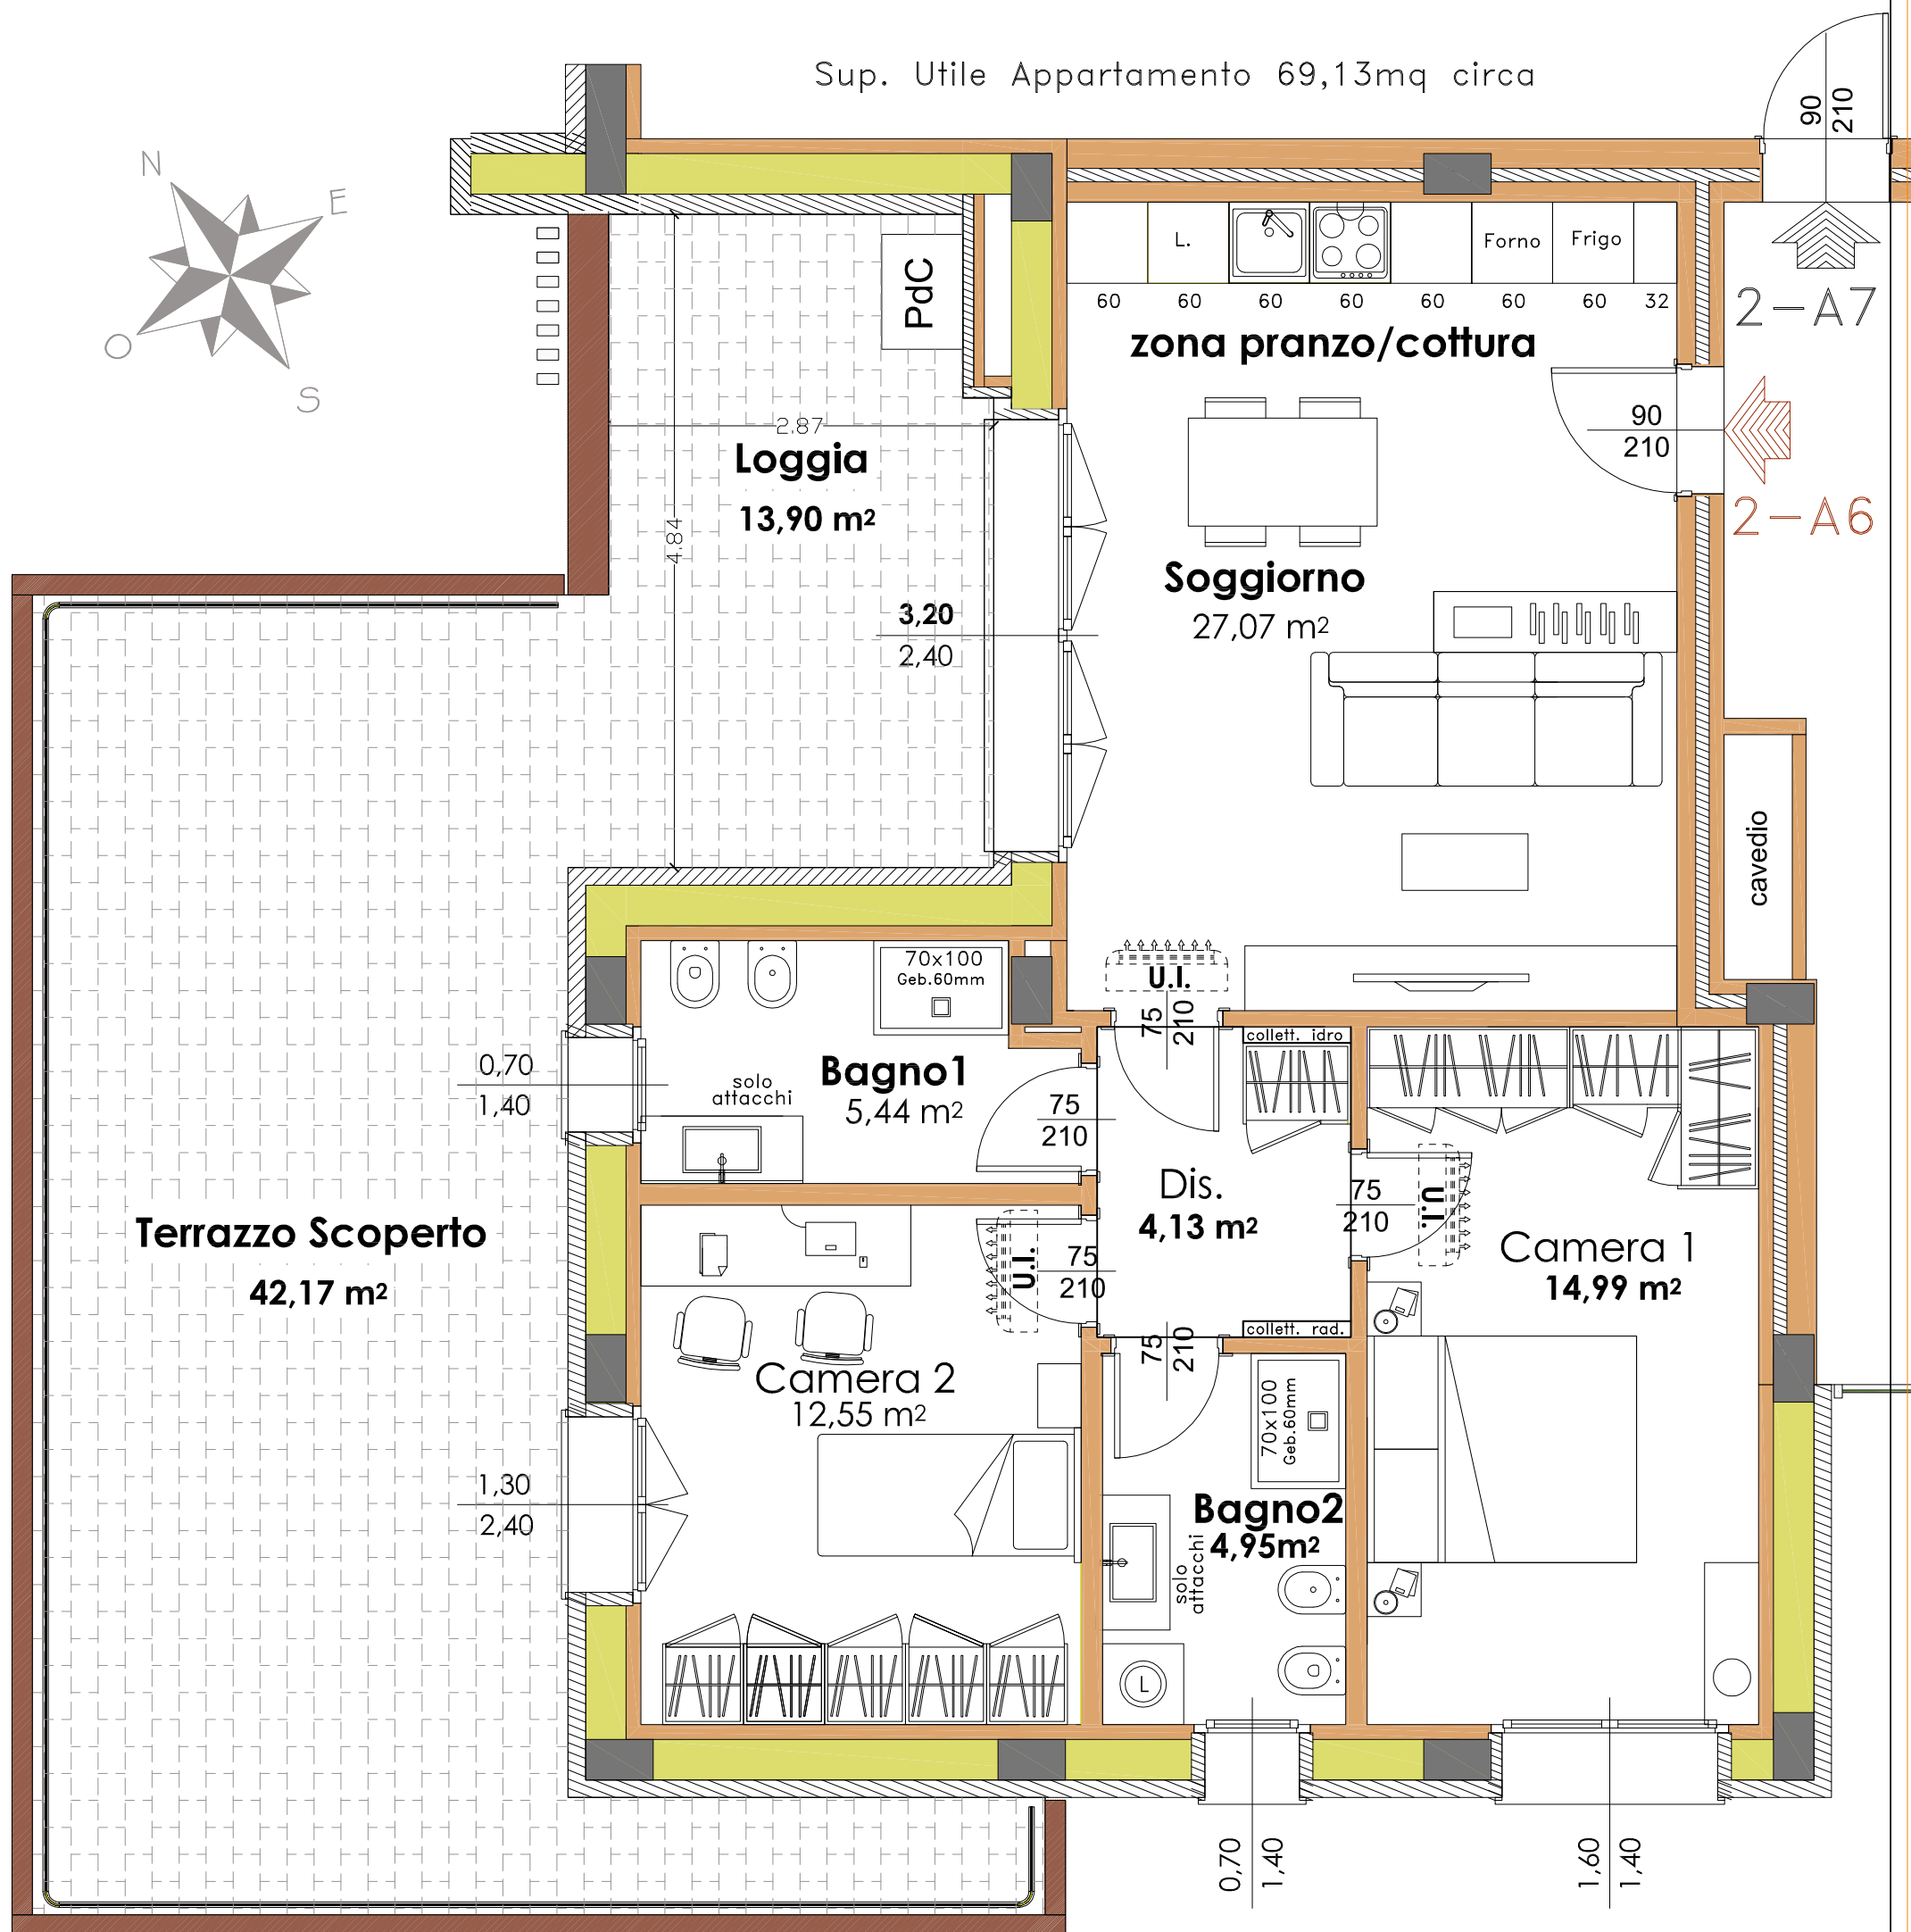 Sup. Utile Appartamento 69,13mq circa
90
210
N
E
O
S
L.
Forno
Frigo
60
60
60
60
60
60
60
32
PdC
zona pranzo/cottura
2-A7
90
210
2-A6
2.87
Loggia
13,90 m²
4.84
Soggiorno
27,07 m²
3,20
2,40
cavedio
70x100
Geb.60mm
U.I.
75
210
collett. idro
0,70
1,40
solo
attacchi
Bagno1
5,44 m²
75
210
Dis.
4,13 m²
75
210
U.I.
Camera 1
14,99 m²
Terrazzo Scoperto
42,17 m²
U.I.
75
210
collett. rad.
75
210
Camera 2
12,55 m²
70x100
Geb.60mm
1,30
2,40
Bagno2
4,95m²
solo
attacchi
L
0,70
1,40
1,60
1,40